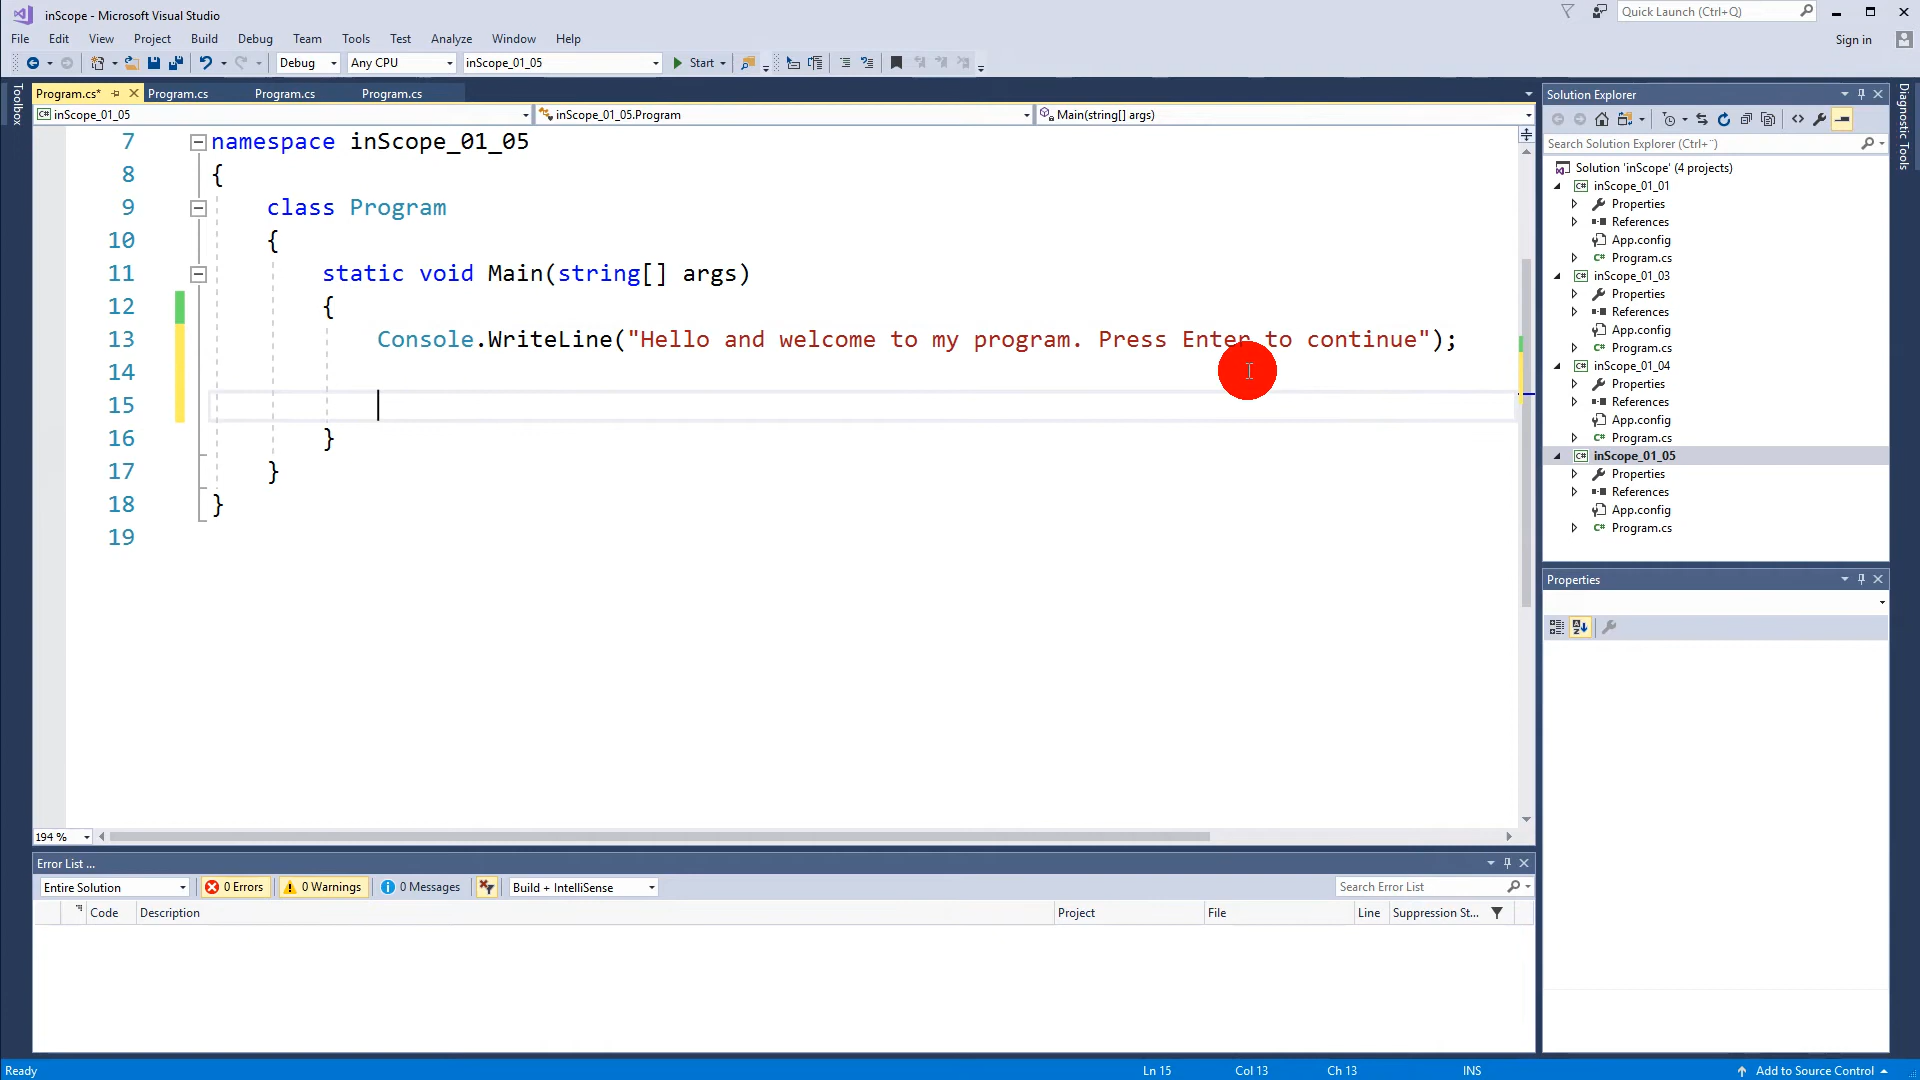 inScope - Microsoft Visual Studio
Quick Launch (Ctrl+Q)
File Edit View Project Build Debug Team Tools Test Analyze Window Help
Sign in
Debug Any CPU inScope_01_05 Start
Toolbox
Program.cs* Program.cs Program.cs Program.cs
inScope_01_05 inScope_01_05.Program Main(string[] args)
7 namespace inScope_01_05
8 {
9 class Program
10 {
11 static void Main(string[] args)
12 {
13 Console.WriteLine("Hello and welcome to my program. Press Enter to continue");
14
15
16 }
17 }
18 }
19
194 %
Solution Explorer
Search Solution Explorer (Ctrl+¨)
Solution 'inScope' (4 projects)
C# inScope_01_01
Properties
References
App.config
C# Program.cs
C# inScope_01_03
Properties
References
App.config
C# Program.cs
C# inScope_01_04
Properties
References
App.config
C# Program.cs
C# inScope_01_05
Properties
References
App.config
C# Program.cs
Diagnostic Tools
Properties
Error List ...
Entire Solution 0 Errors 0 Warnings 0 Messages Build + IntelliSense Search Error List
Code Description Project File Line Suppression St...
Ready Ln 15 Col 13 Ch 13 INS Add to Source Control